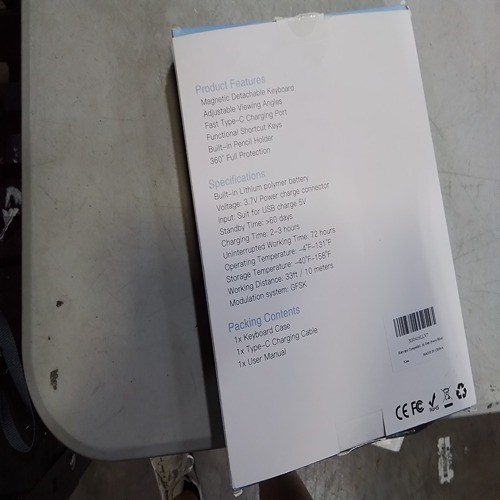 Product Features
Magnetic Detachable Keyboard
Adjustable Viewing Angles
Fast Type-C Charging Port
Functional Shortcut Keys
Built-in Pencil Holder
360° Full Protection
Specifications
Built-in Lithium polymer battery
Voltage: 3.7V Power charge connector
Input: Suit for USB charge 5V
Standby Time: >60 days
Charging Time: 2-3 hours
Uninterrupted Working Time: 72 hours
Operating Temperature: -4°F-131°F
Storage Temperature: -40°F-158°F
Working Distance: 33ft / 10 meters
Modulation system: GFSK
Packing Contents
1x Keyboard Case
1x Type-C Charging Cable
1x User Manual
CE FC RoHS